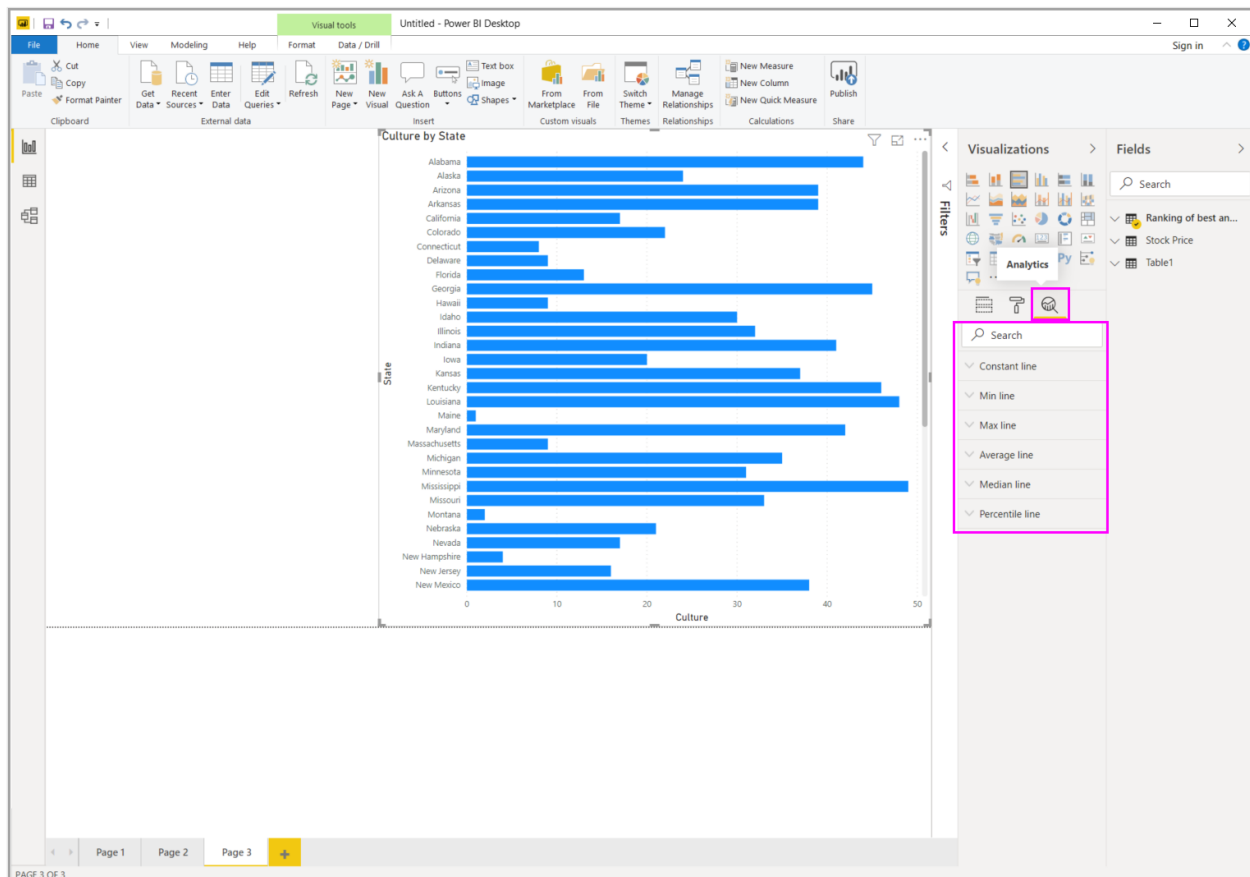 Visual tools
Untitled - Power BI Desktop
File Home View Modeling Help Format Data / Drill Sign in
Paste
Cut
Copy
Format Painter
Clipboard
Get Data
Recent Sources
Enter Data
Edit Queries
Refresh
External data
New Page
New Visual
Ask A Question
Buttons
Text box
Image
Shapes
Insert
From Marketplace
From File
Custom visuals
Switch Theme
Themes
Manage Relationships
Relationships
New Measure
New Column
New Quick Measure
Calculations
Publish
Share
Culture by State
State
Alabama
Alaska
Arizona
Arkansas
California
Colorado
Connecticut
Delaware
Florida
Georgia
Hawaii
Idaho
Illinois
Indiana
Iowa
Kansas
Kentucky
Louisiana
Maine
Maryland
Massachusetts
Michigan
Minnesota
Mississippi
Missouri
Montana
Nebraska
Nevada
New Hampshire
New Jersey
New Mexico
0 10 20 30 40 50
Culture
Filters
Visualizations
Py
Analytics
Search
Constant line
Min line
Max line
Average line
Median line
Percentile line
Fields
Search
Ranking of best an...
Stock Price
Table1
Page 1 Page 2 Page 3
PAGE 3 OF 3